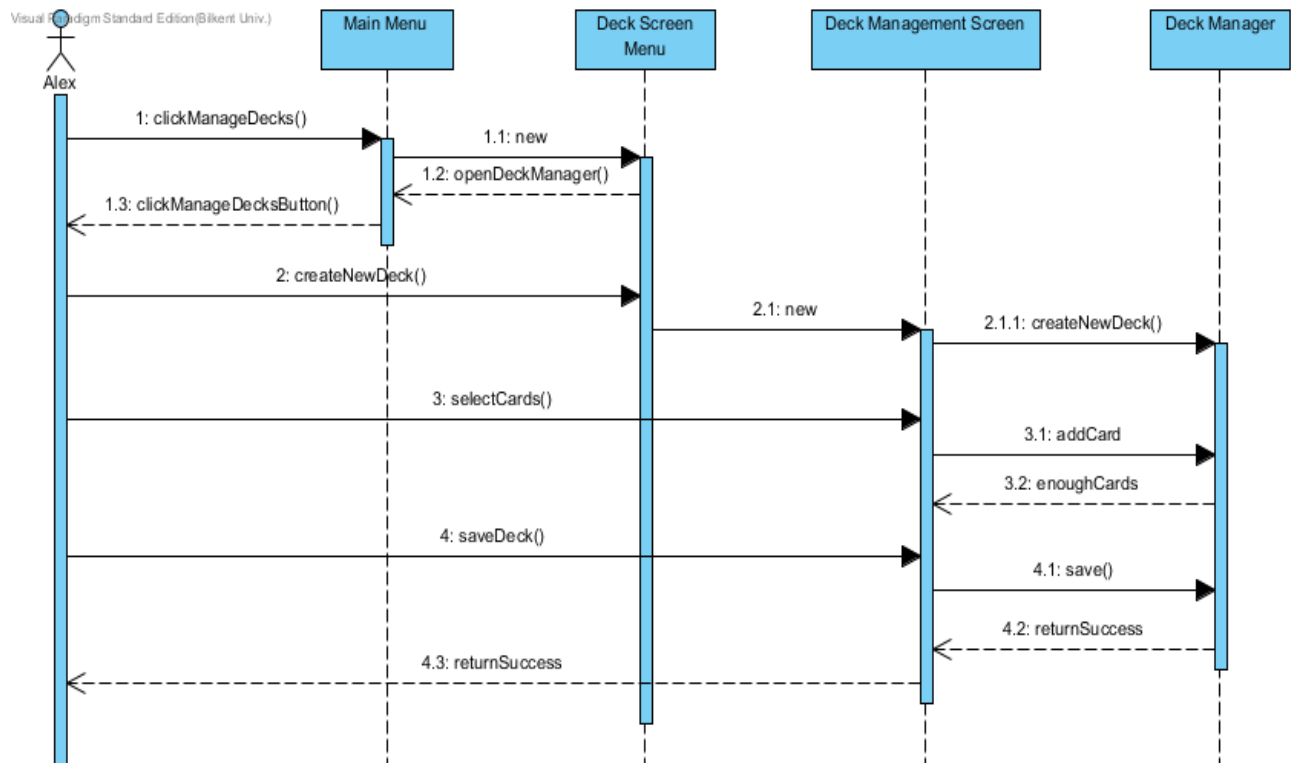 Visual Paradigm Standard Edition(Bilkent Univ.)
Main Menu
Deck Screen
Menu
Deck Management Screen
Deck Manager
Alex
1: clickManageDecks()
1.1: new
1.2: openDeckManager()
1.3: clickManageDecksButton()
2: createNewDeck()
2.1: new
2.1.1: createNewDeck()
3: selectCards()
3.1: addCard
3.2: enoughCards
4: saveDeck()
4.1: save()
4.2: returnSuccess
4.3: returnSuccess